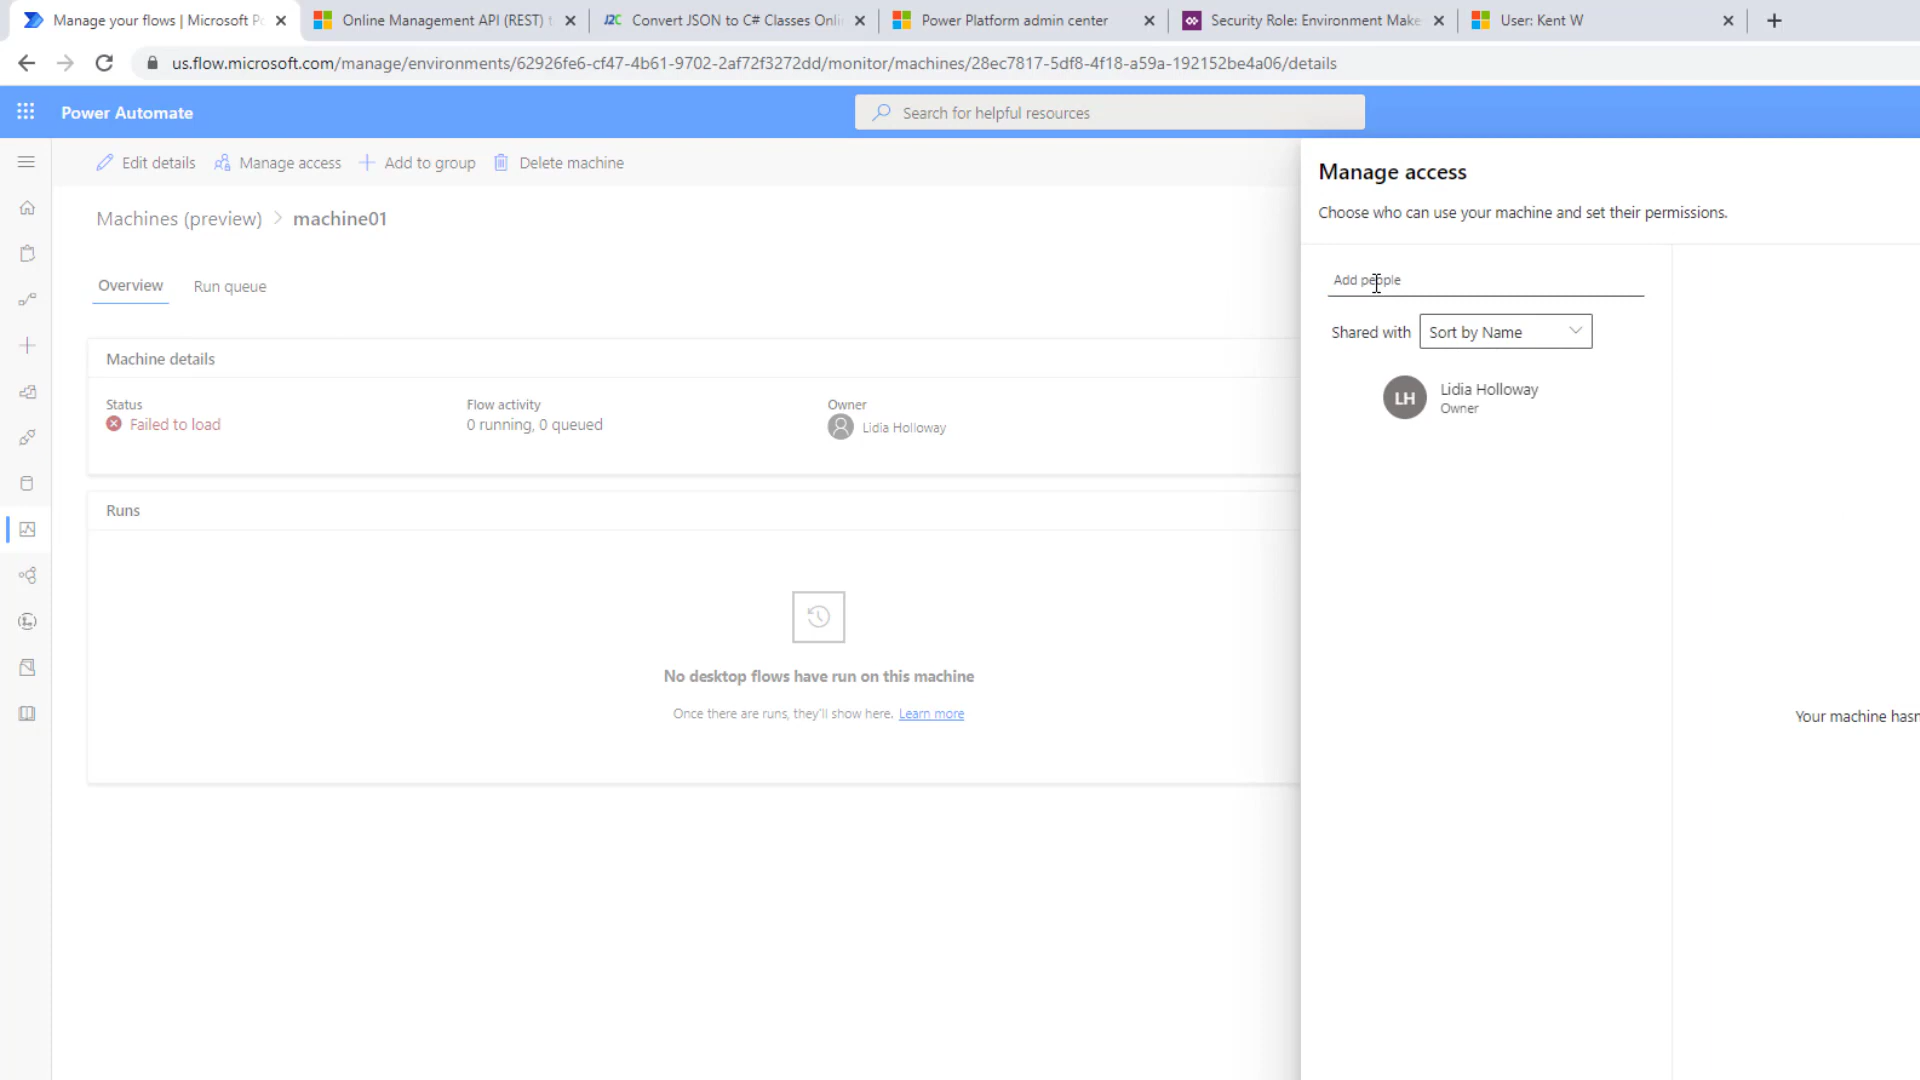 Manage your flows | Microsoft Po
Online Management API (REST) t
J2C Convert JSON to C# Classes Onli
Power Platform admin center
Security Role: Environment Make
User: Kent W
us.flow.microsoft.com/manage/environments/62926fe6-cf47-4b61-9702-2af72f3272dd/monitor/machines/28ec7817-5df8-4f18-a59a-192152be4a06/details
Power Automate
Search for helpful resources
Edit details
Manage access
Add to group
Delete machine
Machines (preview) > machine01
Overview
Run queue
Machine details
Status
Failed to load
Flow activity
0 running, 0 queued
Owner
Lidia Holloway
Runs
No desktop flows have run on this machine
Once there are runs, they'll show here. Learn more
Manage access
Choose who can use your machine and set their permissions.
Add people
Shared with
Sort by Name
LH
Lidia Holloway
Owner
Your machine hasn